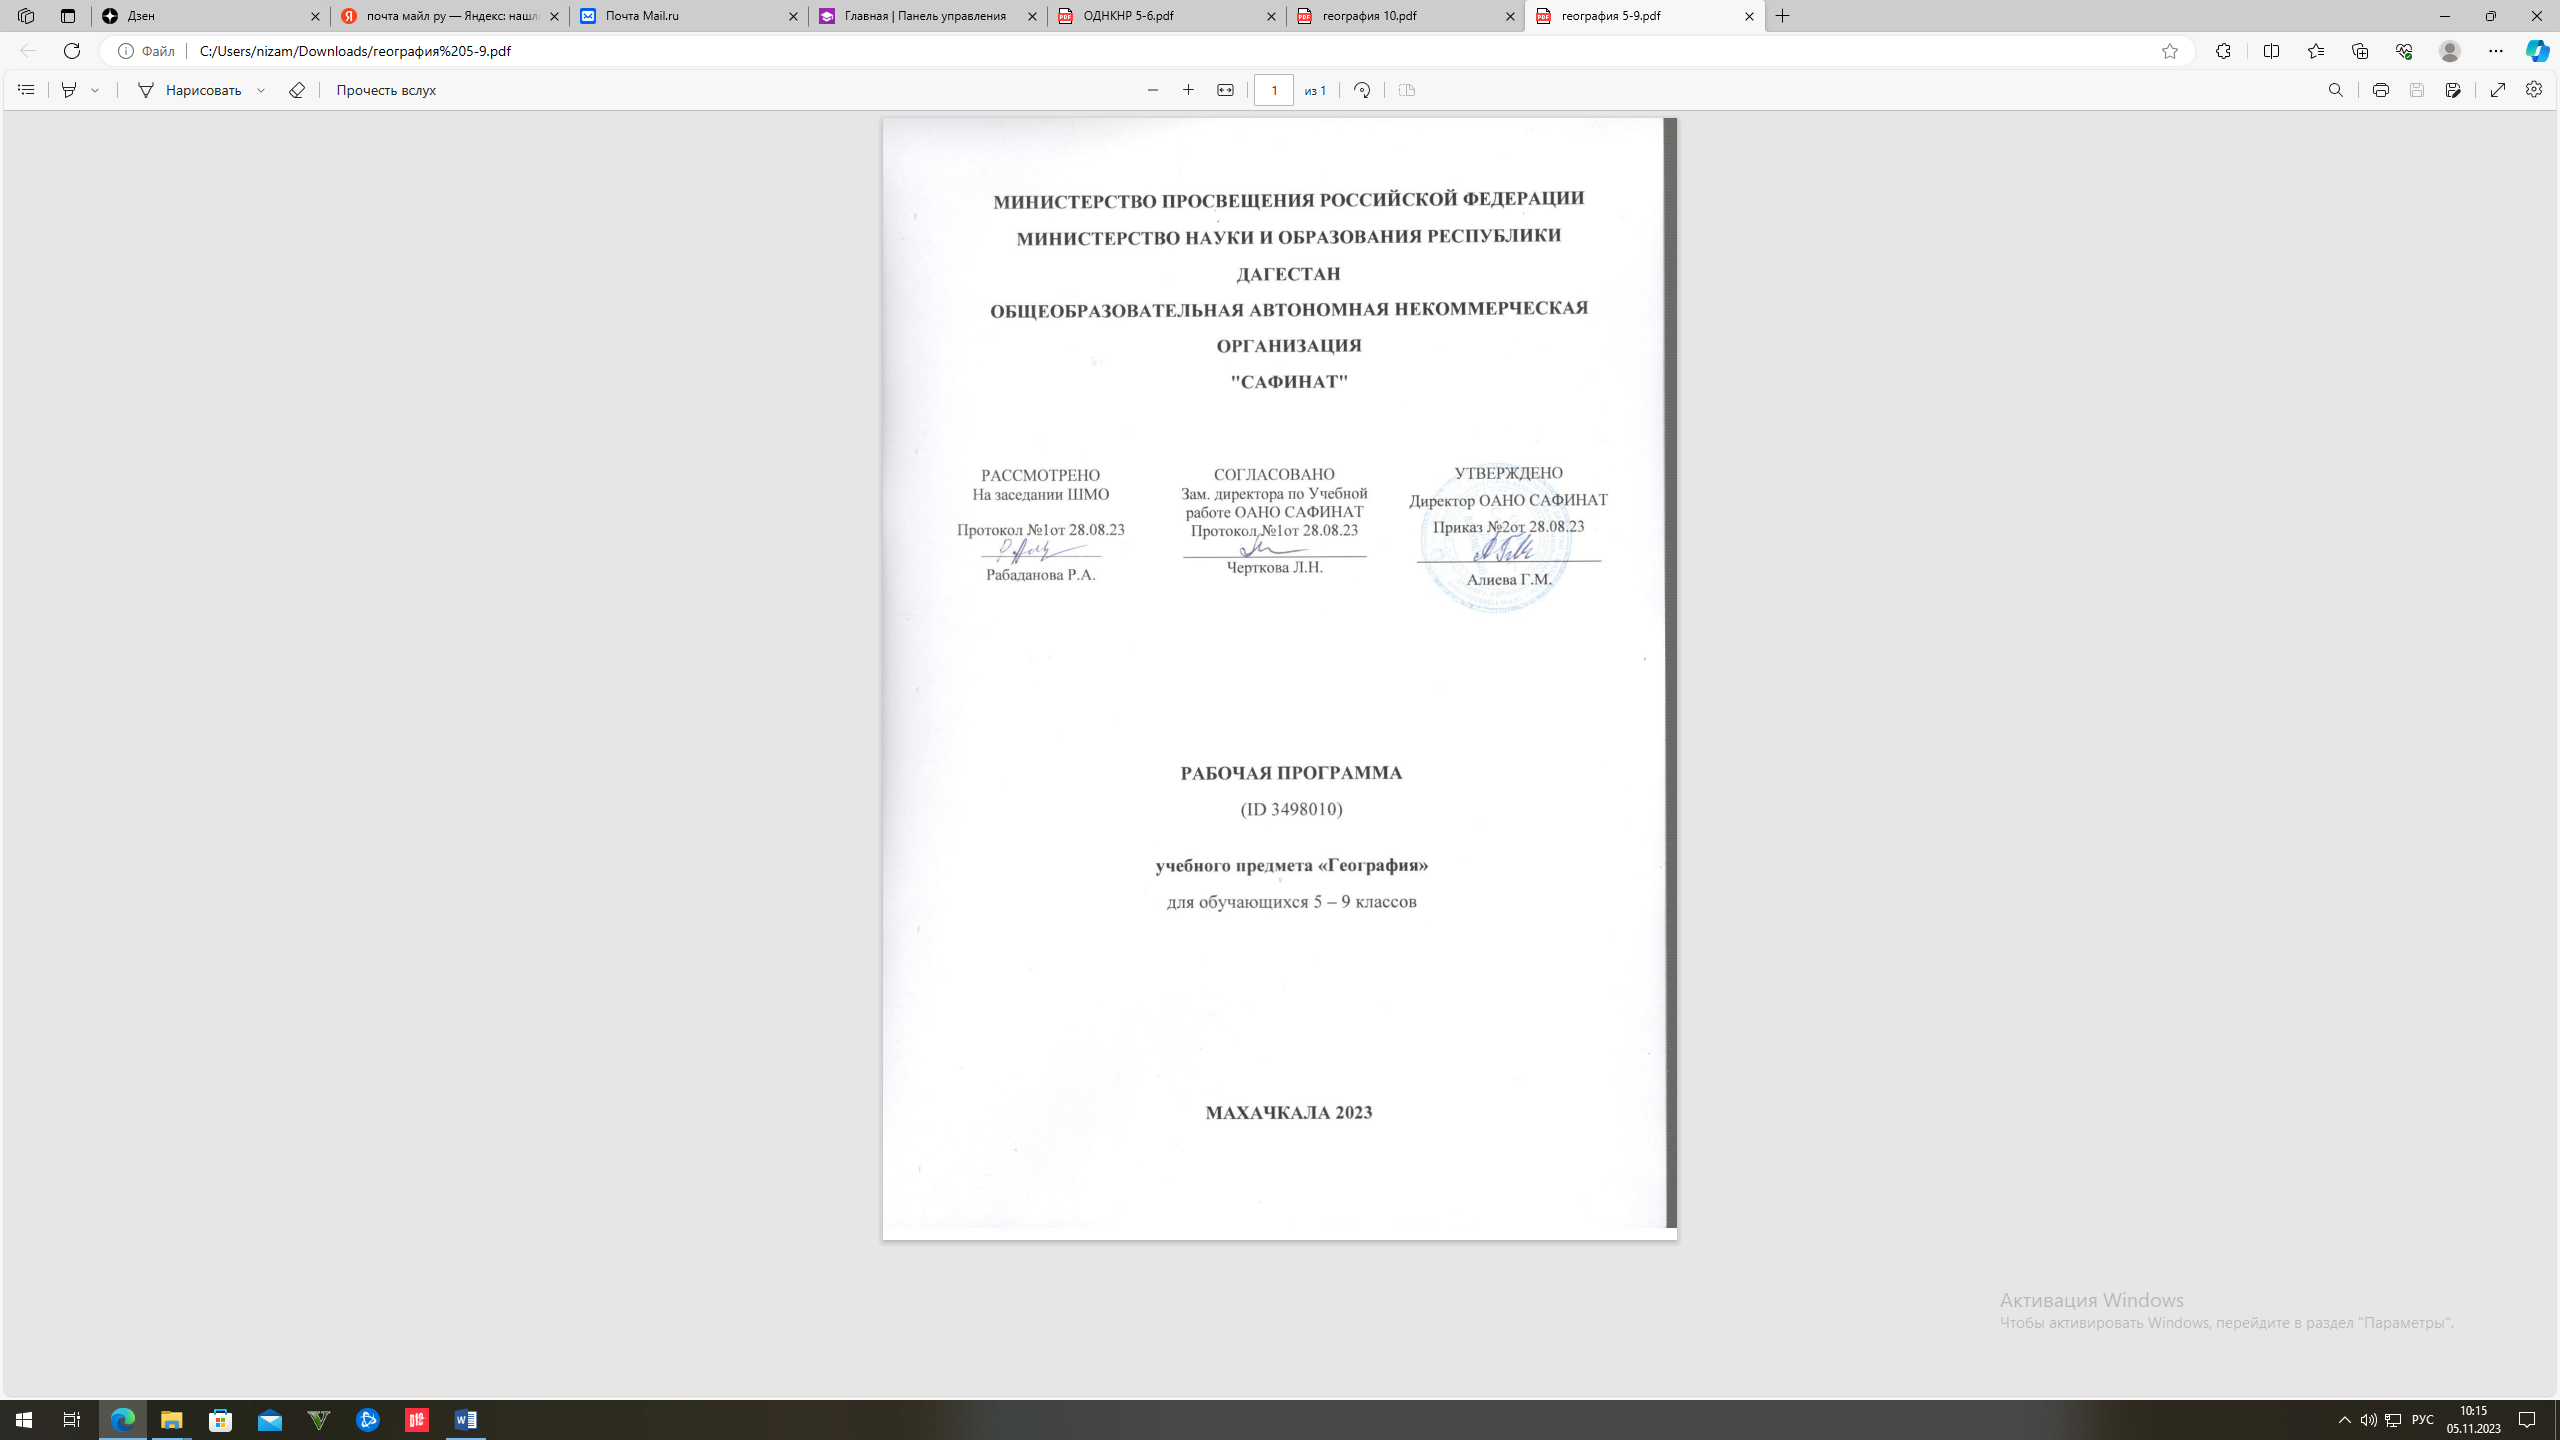 Дзен
почта майл ру — Яндекс: нашло
Почта Mail.ru
Главная | Панель управления
ОДНКНР 5-6.pdf
география 10.pdf
география 5-9.pdf
Файл
C:/Users/nizam/Downloads/география%205-9.pdf
Нарисовать
Прочесть вслух
1
из 1
МИНИСТЕРСТВО ПРОСВЕЩЕНИЯ РОССИЙСКОЙ ФЕДЕРАЦИИ
МИНИСТЕРСТВО НАУКИ И ОБРАЗОВАНИЯ РЕСПУБЛИКИ
ДАГЕСТАН
ОБЩЕОБРАЗОВАТЕЛЬНАЯ АВТОНОМНАЯ НЕКОММЕРЧЕСКАЯ
ОРГАНИЗАЦИЯ
"САФИНАТ"
РАССМОТРЕНО
На заседании ШМО
Протокол №1от 28.08.23
Рабаданова Р.А.
СОГЛАСОВАНО
Зам. директора по Учебной
работе ОАНО САФИНАТ
Протокол №1от 28.08.23
Черткова Л.Н.
УТВЕРЖДЕНО
Директор ОАНО САФИНАТ
Приказ №2от 28.08.23
Алиева Г.М.
РАБОЧАЯ ПРОГРАММА
(ID 3498010)
учебного предмета «География»
для обучающихся 5 – 9 классов
МАХАЧКАЛА 2023
Активация Windows
Чтобы активировать Windows, перейдите в раздел "Параметры".
РУС
10:15
05.11.2023